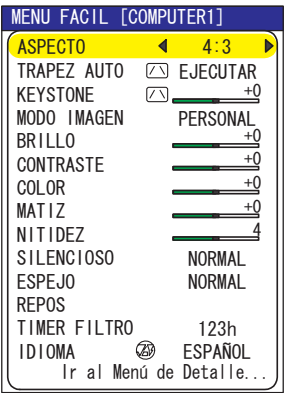 MENU FACIL [COMPUTER1]
ASPECTO 4:3
TRAPEZ AUTO EJECUTAR
KEYSTONE +0
MODO IMAGEN PERSONAL
BRILLO +0
CONTRASTE +0
COLOR +0
MATIZ +0
NITIDEZ 4
SILENCIOSO NORMAL
ESPEJO NORMAL
REPOS
TIMER FILTRO 123h
IDIOMA ESPAÑOL
Ir al Menú de Detalle...